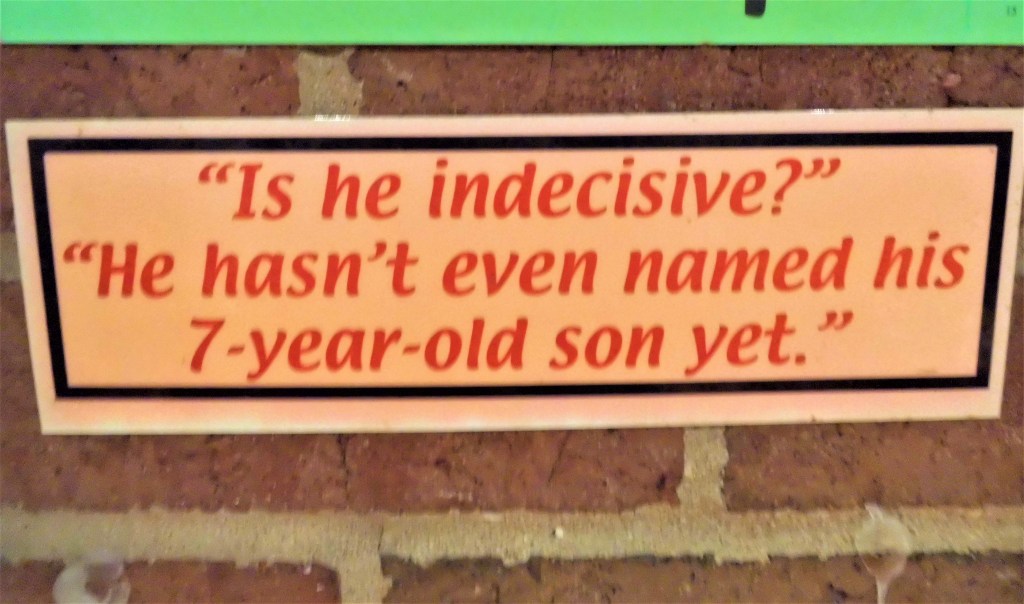 “Is he indecisive?”
“He hasn’t even named his
7-year-old son yet.”